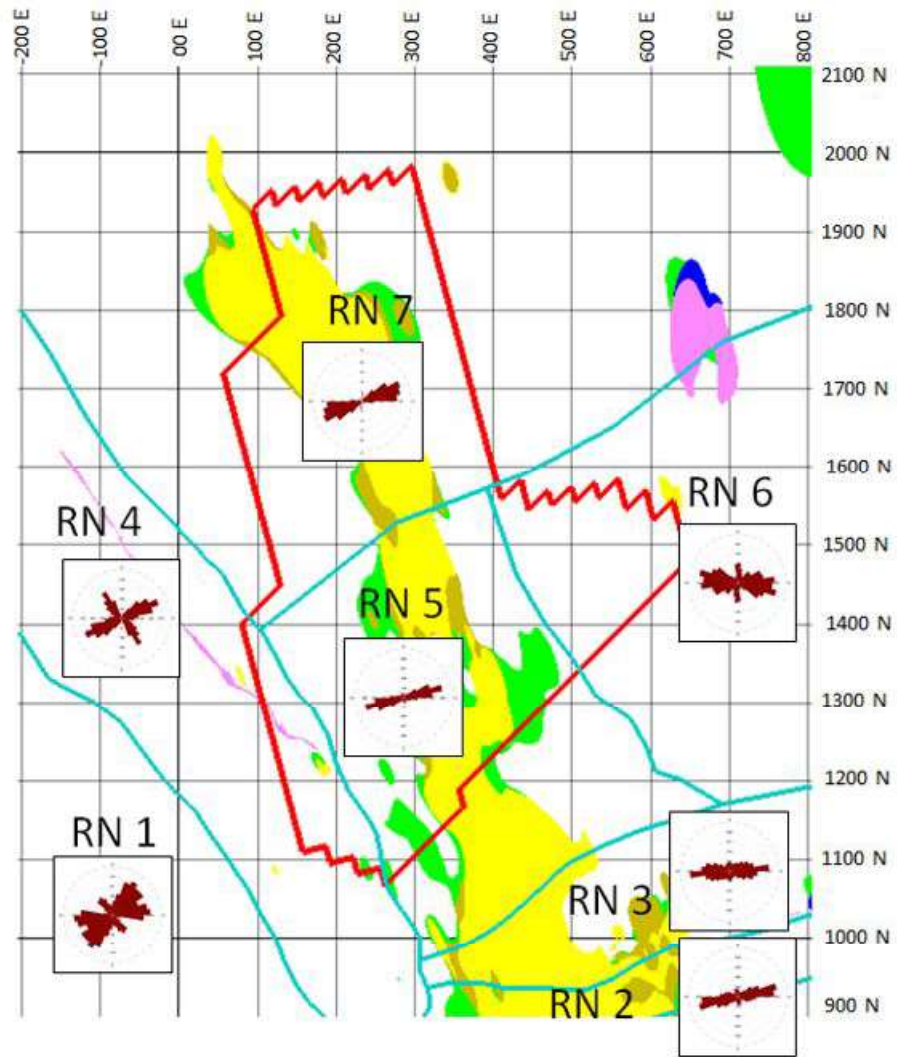 -200 E
-100 E
00 E
100 E
200 E
300 E
400 E
500 E
600 E
700 E
800 E
2100 N
2000 N
1900 N
1800 N
RN 7
1700 N
1600 N
RN 6
RN 4
1500 N
RN 5
1400 N
1300 N
1200 N
RN 1
1100 N
RN 3
1000 N
RN 2
900 N